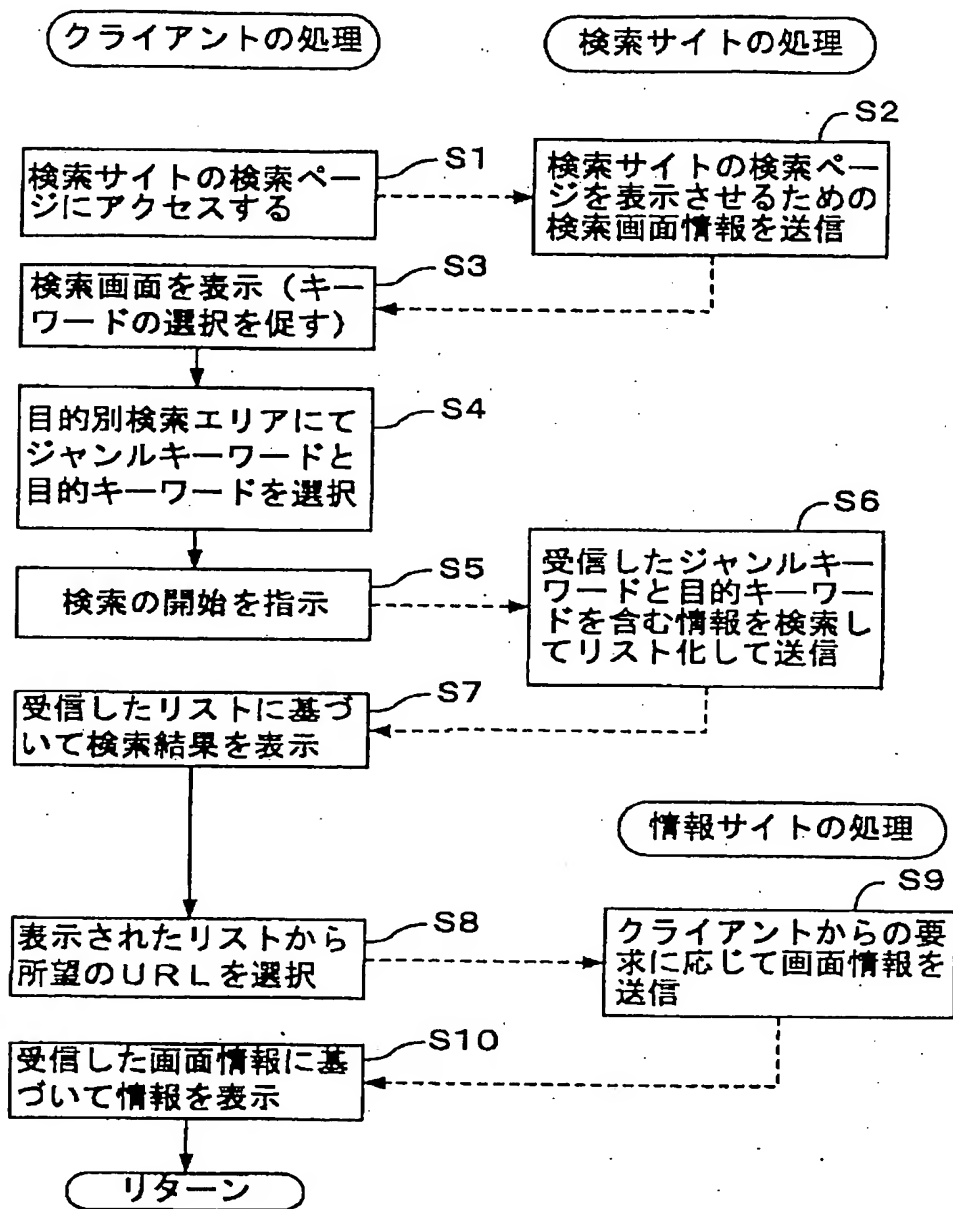 クライアントの処理
検索サイトの処理
S1
検索サイトの検索ペー
ジにアクセスする
S2
検索サイトの検索ペー
ジを表示させるための
検索画面情報を送信
S3
検索画面を表示（キー
ワードの選択を促す）
S4
目的別検索エリアにて
ジャンルキーワードと
目的キーワードを選択
S5
検索の開始を指示
S6
受信したジャンルキー
ワードと目的キーワー
ドを含む情報を検索し
てリスト化して送信
S7
受信したリストに基づ
いて検索結果を表示
情報サイトの処理
S8
表示されたリストから
所望のＵＲＬを選択
S9
クライアントからの要
求に応じて画面情報を
送信
S10
受信した画面情報に基
づいて情報を表示
リターン